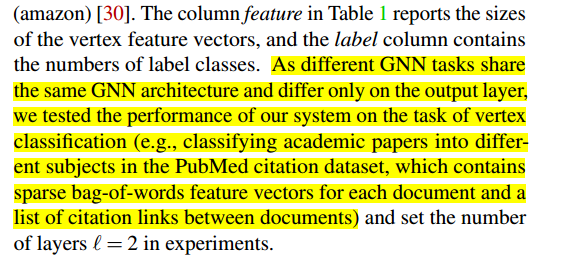 (amazon) [30]. The column feature in Table 1 reports the sizes
of the vertex feature vectors, and the label column contains
the numbers of label classes. As different GNN tasks share
the same GNN architecture and differ only on the output layer,
we tested the performance of our system on the task of vertex
classification (e.g., classifying academic papers into differ-
ent subjects in the PubMed citation dataset, which contains
sparse bag-of-words feature vectors for each document and a
list of citation links between documents) and set the number
of layers ℓ = 2 in experiments.